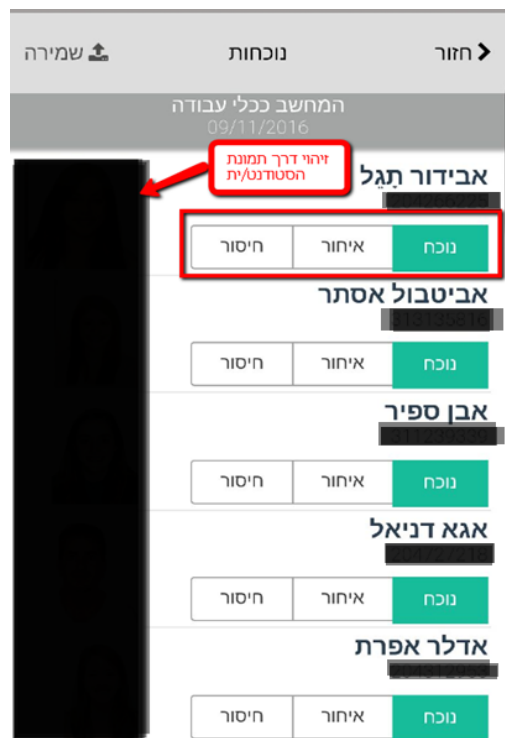 חזור
נוכחות
שמירה
המחשב ככלי עבודה
09/11/2016
אבידור תָגֵל
זיהוי דרך תמונת
הסטודנט/ית
נוכח איחור חיסור
אביטבול אסתר
נוכח איחור חיסור
אבן ספיר
נוכח איחור חיסור
אגא דניאל
נוכח איחור חיסור
אדלר אפרת
נוכח איחור חיסור